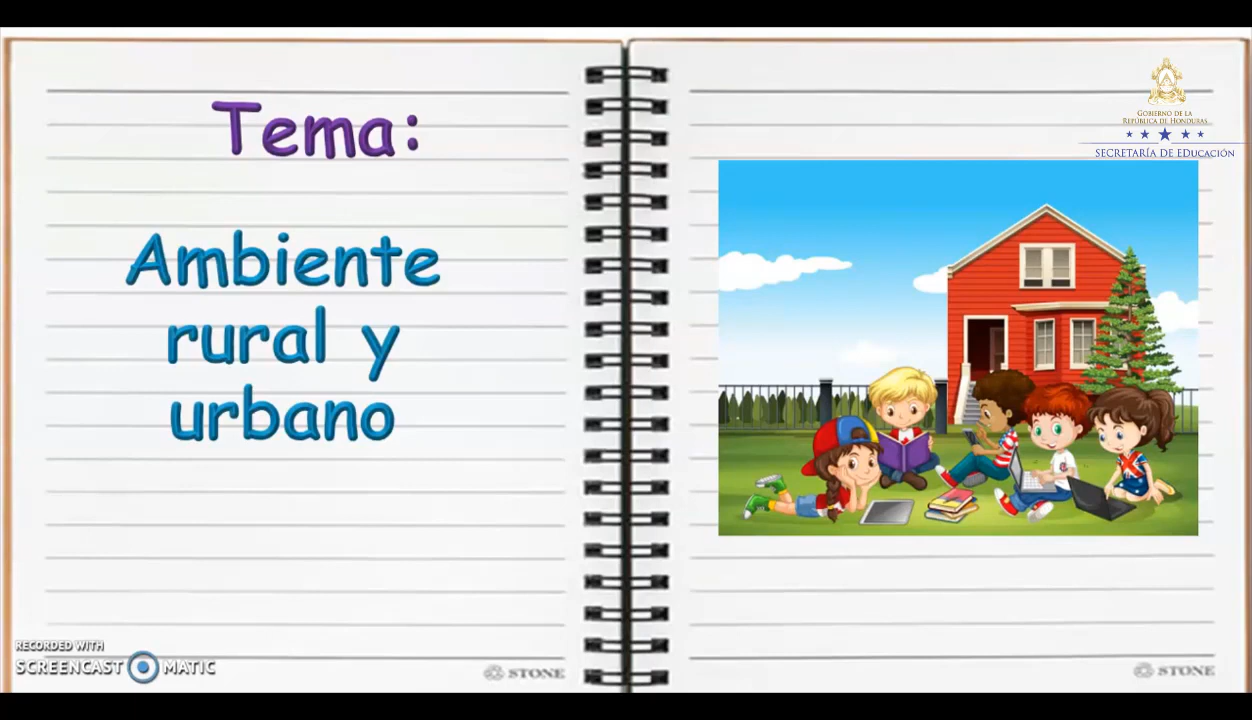 Tema:
Ambiente
rural y
urbano
GOBIERNO DE LA
REPÚBLICA DE HONDURAS
SECRETARÍA DE EDUCACIÓN
RECORDED WITH
SCREENCAST MATIC
STONE
STONE